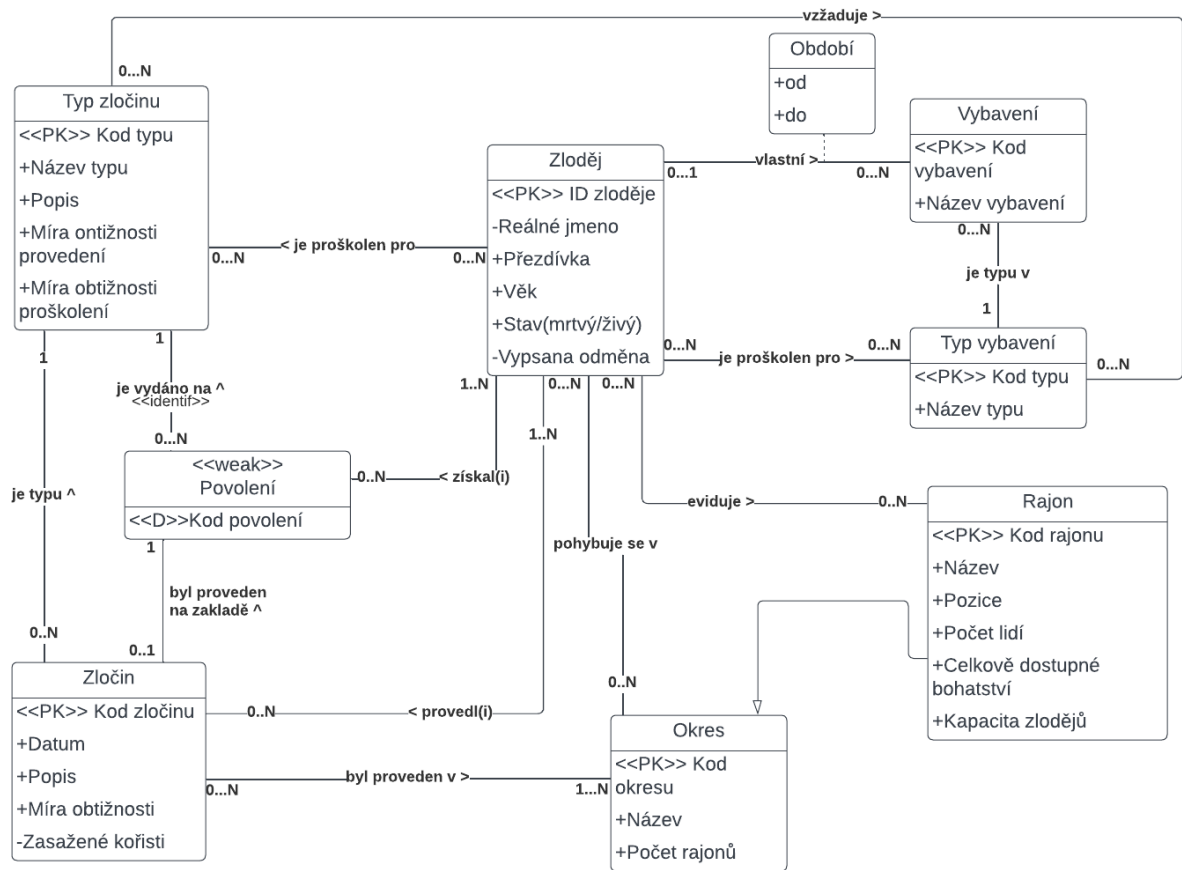 vzžaduje >
0...N
Období
+od
+do
Typ zločinu
<<PK>> Kod typu
+Název typu
+Popis
+Míra ontižnosti
provedení
+Míra obtižnosti
proškolení
Vybavení
<<PK>> Kod
vybavení
+Název vybavení
Zloděj
<<PK>> ID zloděje
-Reálné jmeno
+Přezdívka
+Věk
+Stav(mrtvý/živý)
-Vypsana odměna
0...1
vlastní >
0...N
< je proškolen pro
0...N
0...N
0...N
je typu v
1
Typ vybavení
<<PK>> Kod typu
+Název typu
0...N
je proškolen pro >
0...N
0...N
1
1
je vydáno na ^
<<identif>>
0...N
1..N
0...N
0...N
1..N
<<weak>>
Povolení
<<D>>Kod povolení
0..N
< získal(i)
je typu ^
eviduje >
0..N
Rajon
<<PK>> Kod rajonu
+Název
+Pozice
+Počet lidí
+Celkově dostupné
bohatství
+Kapacita zlodějů
1
pohybuje se v
byl proveden
na zakladě ^
0..N
0..1
Zločin
<<PK>> Kod zločinu
+Datum
+Popis
+Míra obtižnosti
-Zasažené kořisti
0..N
< provedl(i)
0..N
Okres
<<PK>> Kod
okresu
+Název
+Počet rajonů
byl proveden v >
0...N
1...N